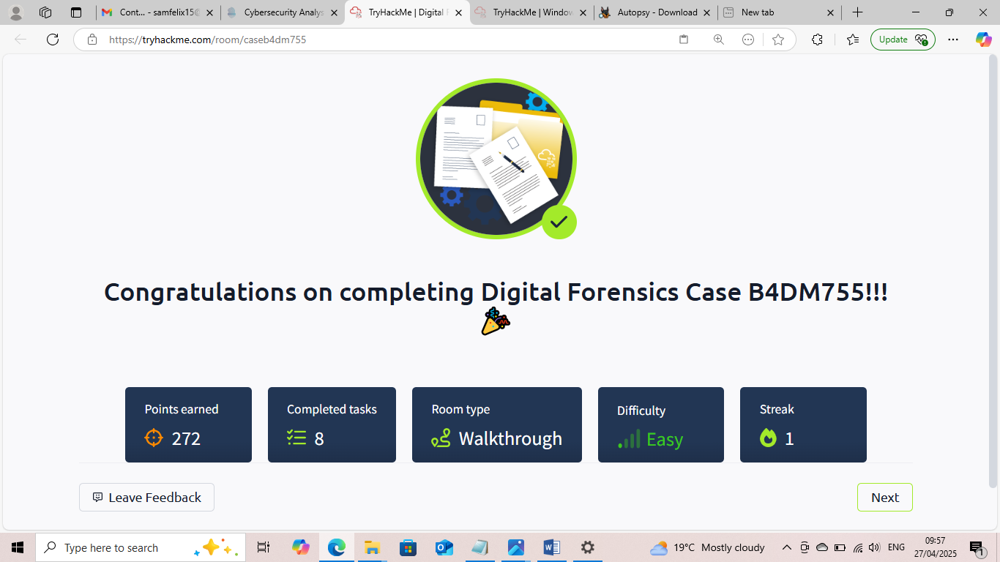 Cont... - samfelix15@
Cybersecurity Analys
TryHackMe | Digital F
TryHackMe | Window
Autopsy - Download
New tab
https://tryhackme.com/room/caseb4dm755
Update
Congratulations on completing Digital Forensics Case B4DM755!!!
Points earned
272
Completed tasks
8
Room type
Walkthrough
Difficulty
Easy
Streak
1
Leave Feedback
Next
Type here to search
19°C Mostly cloudy
ENG
09:57
27/04/2025
1